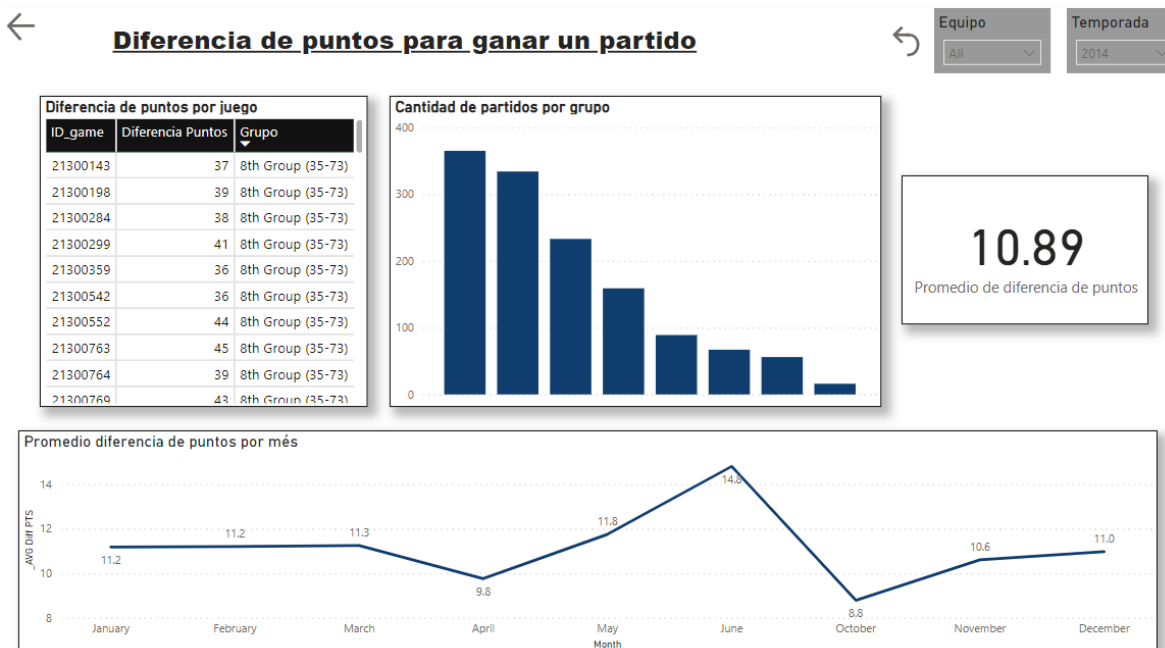 Diferencia de puntos para ganar un partido
Equipo
All
Temporada
2014
Diferencia de puntos por juego
ID_game Diferencia Puntos Grupo
21300143 37 8th Group (35-73)
21300198 39 8th Group (35-73)
21300284 38 8th Group (35-73)
21300299 41 8th Group (35-73)
21300359 36 8th Group (35-73)
21300542 36 8th Group (35-73)
21300552 44 8th Group (35-73)
21300763 45 8th Group (35-73)
21300764 39 8th Group (35-73)
21300769 43 8th Group (35-73)
Cantidad de partidos por grupo
400
300
200
100
0
10.89
Promedio de diferencia de puntos
Promedio diferencia de puntos por més
_AVG Diff PTS
14
12
10
8
11.2
11.2
11.3
9.8
11.8
14.8
8.8
10.6
11.0
January February March April May June October November December
Month